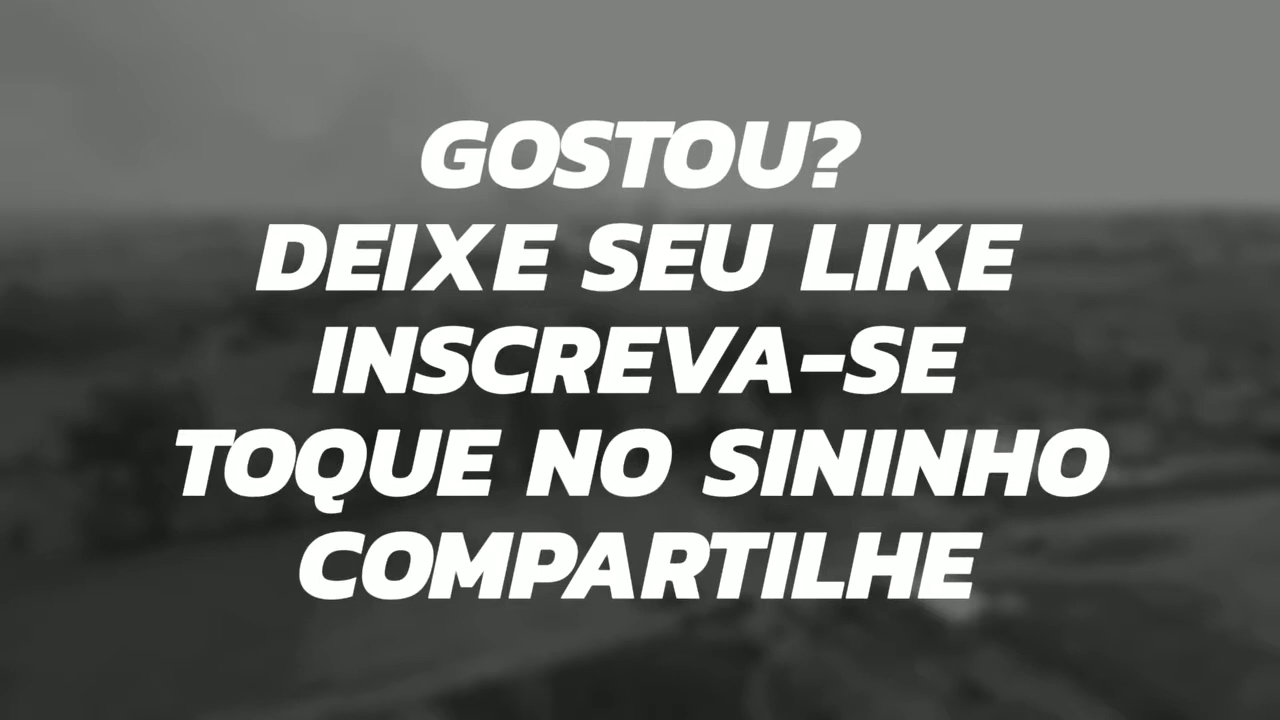 GOSTOU?
DEIXE SEU LIKE
INSCREVA-SE
TOQUE NO SININHO
COMPARTILHE